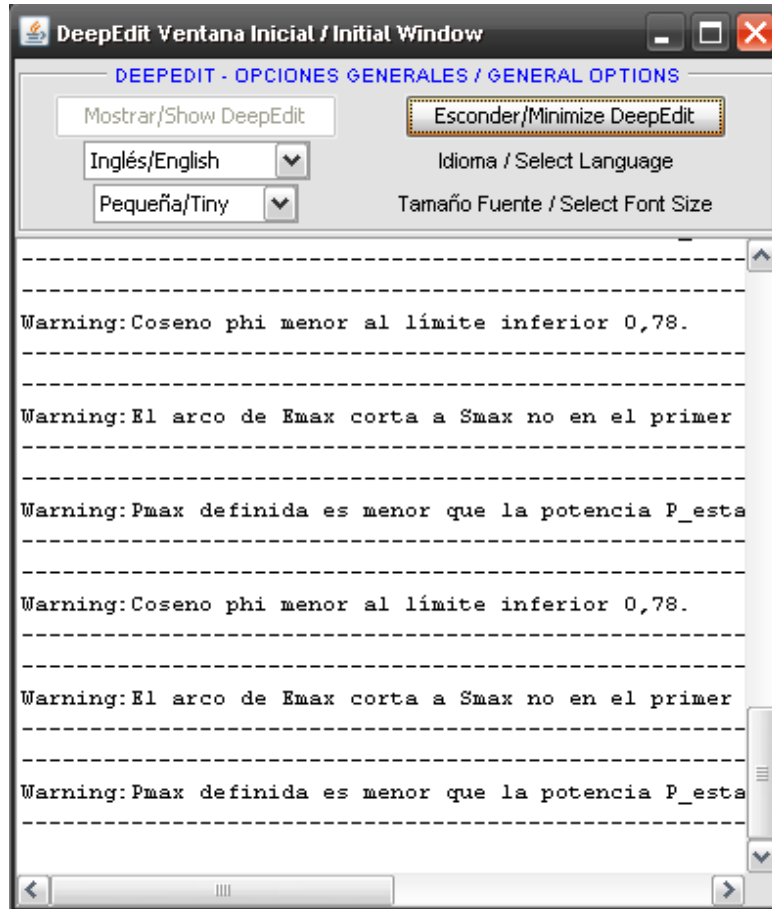 DeepEdit Ventana Inicial / Initial Window
DEEPEDIT - OPCIONES GENERALES / GENERAL OPTIONS
Mostrar/Show DeepEdit Esconder/Minimize DeepEdit
Inglés/English Idioma / Select Language
Pequeña/Tiny Tamaño Fuente / Select Font Size
Warning:Coseno phi menor al límite inferior 0,78.
Warning:El arco de Emax corta a Smax no en el primer
Warning:Pmax definida es menor que la potencia P_esta
Warning:Coseno phi menor al límite inferior 0,78.
Warning:El arco de Emax corta a Smax no en el primer
Warning:Pmax definida es menor que la potencia P_esta